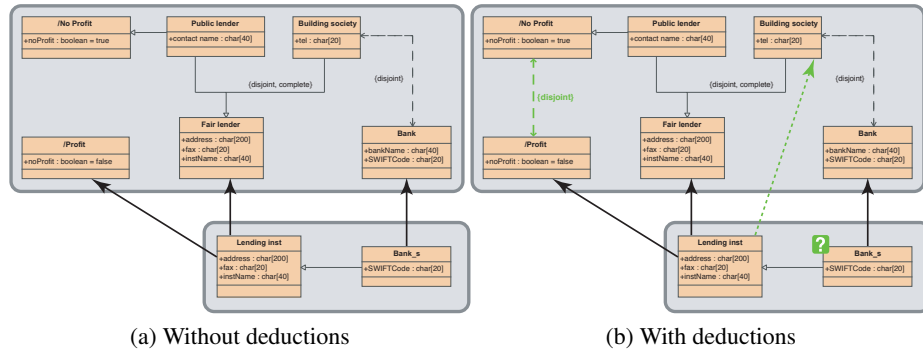 /No Profit
+noProfit : boolean = true
Public lender
+contact name : char[40]
Building society
+tel : char[20]
{disjoint}
{disjoint, complete}
Fair lender
+address : char[200]
+fax : char[20]
+instName : char[40]
/Profit
+noProfit : boolean = false
Bank
+bankName : char[40]
+SWIFTCode : char[20]
Lending inst
+address : char[200]
+fax : char[20]
+instName : char[40]
Bank_s
+SWIFTCode : char[20]
(a) Without deductions
/No Profit
+noProfit : boolean = true
Public lender
+contact name : char[40]
Building society
+tel : char[20]
{disjoint}
{disjoint, complete}
{disjoint}
Fair lender
+address : char[200]
+fax : char[20]
+instName : char[40]
/Profit
+noProfit : boolean = false
Bank
+bankName : char[40]
+SWIFTCode : char[20]
Lending inst
+address : char[200]
+fax : char[20]
+instName : char[40]
?
Bank_s
+SWIFTCode : char[20]
(b) With deductions